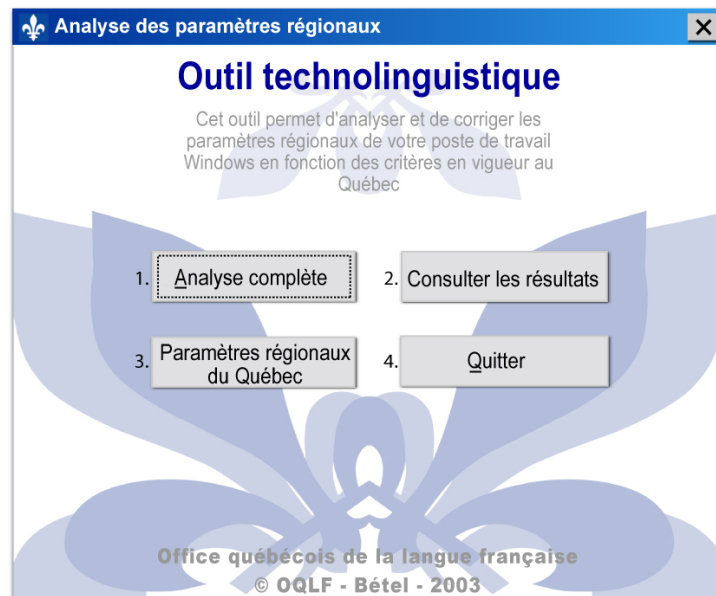 Analyse des paramètres régionaux
Outil technolinguistique
Cet outil permet d'analyser et de corriger les
paramètres régionaux de votre poste de travail
Windows en fonction des critères en vigueur au
Québec
1. Analyse complète
2. Consulter les résultats
3. Paramètres régionaux
du Québec
4. Quitter
Office québécois de la langue française
© OQLF - Bétel - 2003